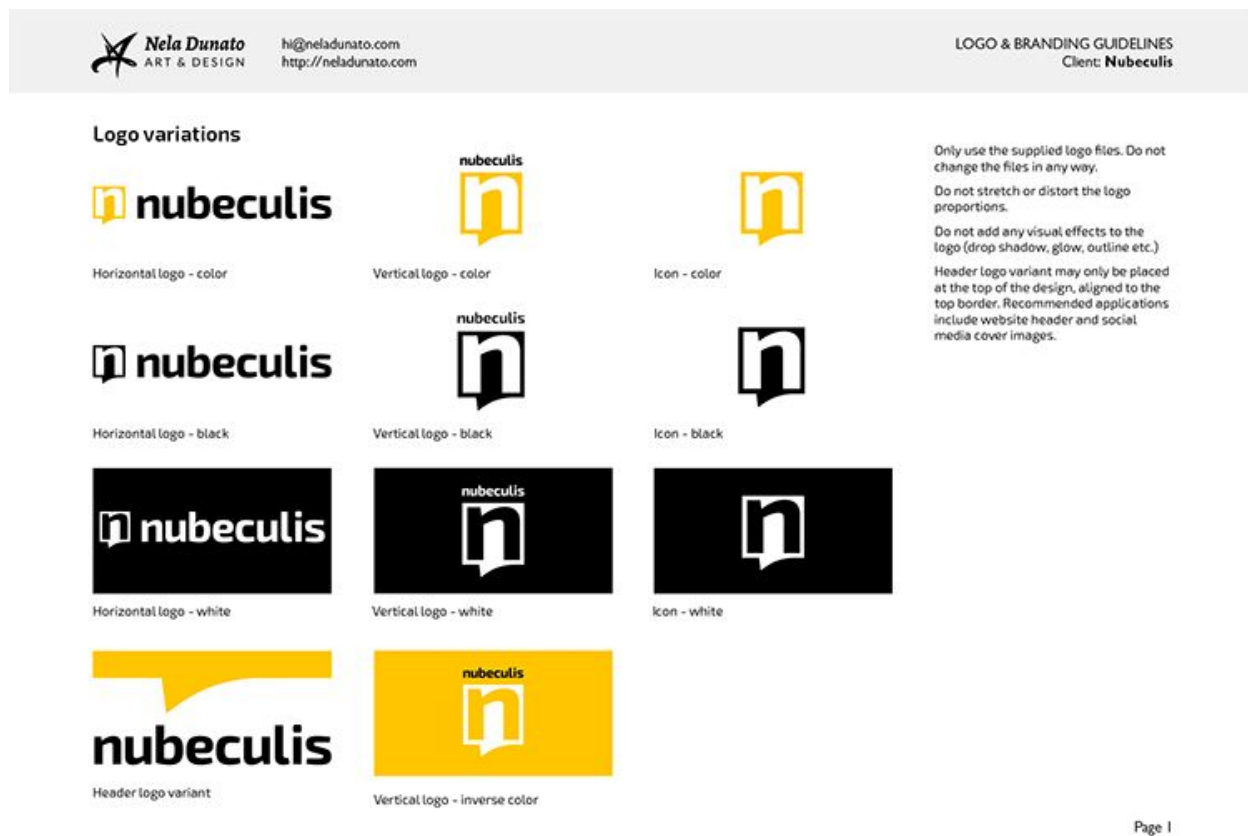 Nela Dunato
ART & DESIGN
hi@neladunato.com
http://neladunato.com
LOGO & BRANDING GUIDELINES
Client: Nubeculis
Logo variations
n nubeculis
Horizontal logo - color
nubeculis
n
Vertical logo - color
n
Icon - color
Only use the supplied logo files. Do not
change the files in any way.
Do not stretch or distort the logo
proportions.
Do not add any visual effects to the
logo (drop shadow, glow, outline etc.)
Header logo variant may only be placed
at the top of the design, aligned to the
top border. Recommended applications
include website header and social
media cover images.
n nubeculis
Horizontal logo - black
nubeculis
n
Vertical logo - black
n
Icon - black
n nubeculis
Horizontal logo - white
nubeculis
n
Vertical logo - white
n
Icon - white
nubeculis
Header logo variant
nubeculis
n
Vertical logo - inverse color
Page 1